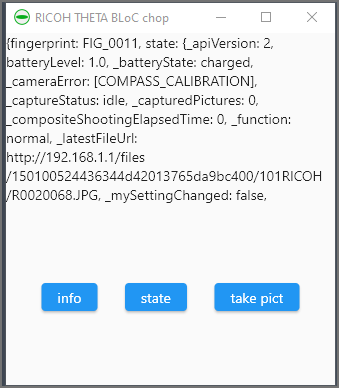 RICOH THETA BLoC chop
{fingerprint: FIG_0011, state: {_apiVersion: 2,
batteryLevel: 1.0, _batteryState: charged,
_cameraError: [COMPASS_CALIBRATION],
_captureStatus: idle, _capturedPictures: 0,
_compositeShootingElapsedTime: 0, _function:
normal, _latestFileUrl:
http://192.168.1.1/files
/150100524436344d42013765da9bc400/101RICOH
/R0020068.JPG, _mySettingChanged: false,
info state take pict